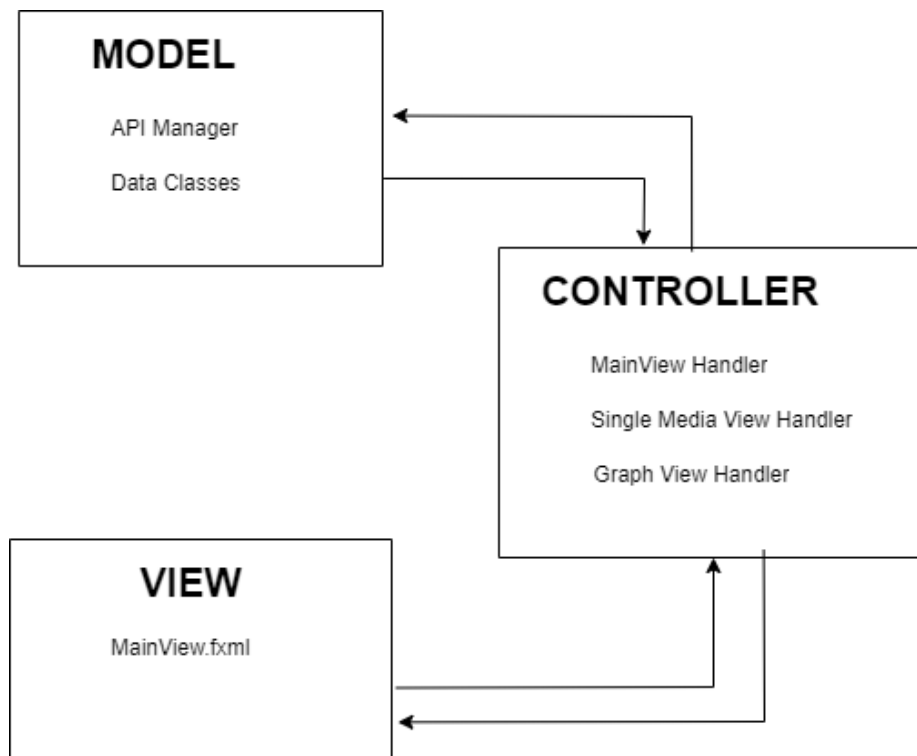 MODEL
API Manager
Data Classes
CONTROLLER
MainView Handler
Single Media View Handler
Graph View Handler
VIEW
MainView.fxml